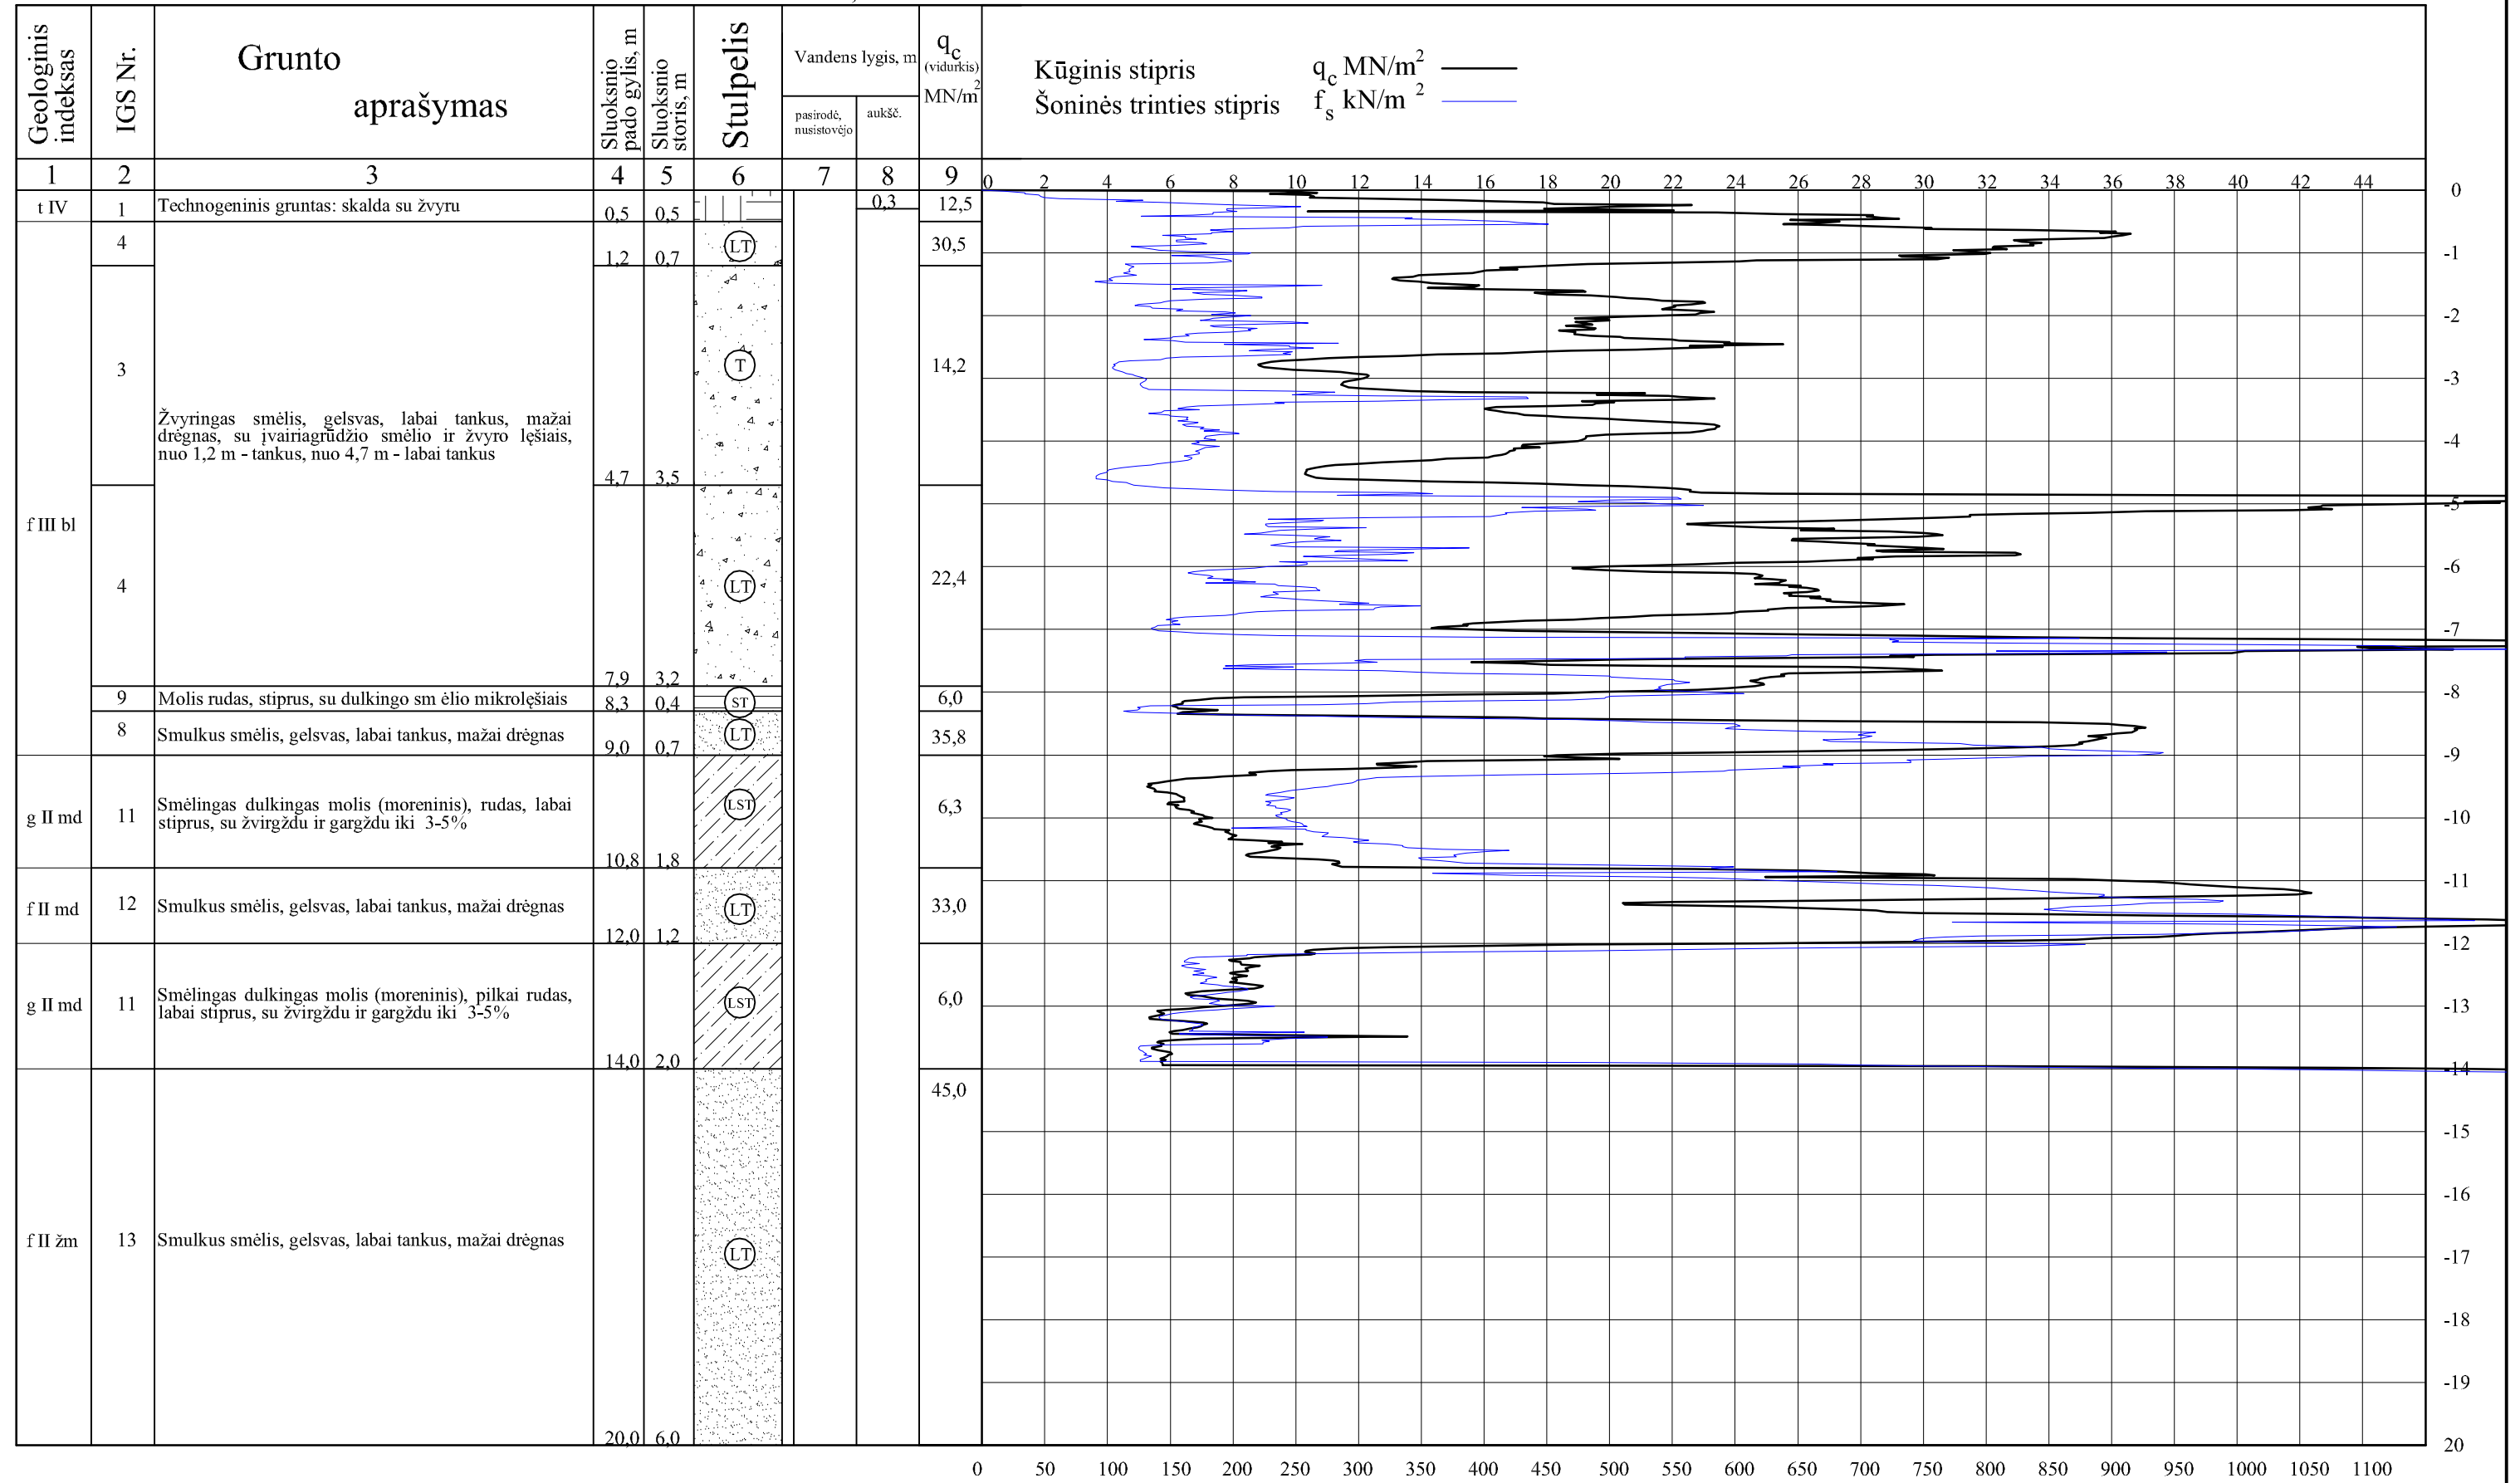 Geologinis
indeksas
IGS Nr.
Grunto
aprašymas
Sluoksnio
pado gylis, m
Sluoksnio
storis, m
Stulpelis
Vandens lygis, m
pasirodė,
nusistovėjo
aukšč.
q c
(vidurkis)
MN/m 2
Kūginis stipris q c MN/m 2
Šoninės trinties stipris f s kN/m 2
1 2 3 4 5 6 7 8 9
0 2 4 6 8 10 12 14 16 18 20 22 24 26 28 30 32 34 36 38 40 42 44
t IV 1 Technogeninis gruntas: skalda su žvyru 0,5 0,5 0,3 12,5
4 1,2 0,7 LT 30,5
3 4,7 3,5 T 14,2
Žvyringas smėlis, gelsvas, labai tankus, mažai
drėgnas, su įvairiagrūdžio smėlio ir žvyro lęšiais,
nuo 1,2 m - tankus, nuo 4,7 m - labai tankus
f III bl
4 7,9 3,2 LT 22,4
9 Molis rudas, stiprus, su dulkingo sm ėlio mikrolęšiais 8,3 0,4 ST 6,0
8 Smulkus smėlis, gelsvas, labai tankus, mažai drėgnas 9,0 0,7 LT 35,8
g II md 11 Smėlingas dulkingas molis (moreninis), rudas, labai
stiprus, su žvirgždu ir gargždu iki 3-5% 10,8 1,8 LST 6,3
f II md 12 Smulkus smėlis, gelsvas, labai tankus, mažai drėgnas 12,0 1,2 LT 33,0
g II md 11 Smėlingas dulkingas molis (moreninis), pilkai rudas,
labai stiprus, su žvirgždu ir gargždu iki 3-5% 14,0 2,0 LST 6,0
f II žm 13 Smulkus smėlis, gelsvas, labai tankus, mažai drėgnas 20,0 6,0 LT 45,0
0
-1
-2
-3
-4
-5
-6
-7
-8
-9
-10
-11
-12
-13
-14
-15
-16
-17
-18
-19
20
0 50 100 150 200 250 300 350 400 450 500 550 600 650 700 750 800 850 900 950 1000 1050 1100